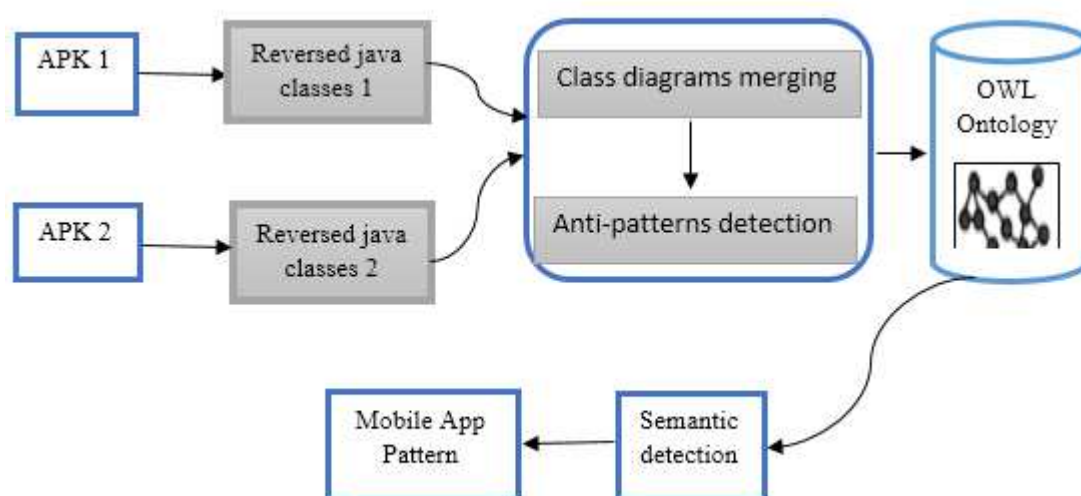 APK 1
Reversed java
classes 1
Class diagrams merging
OWL
Ontology
APK 2
Reversed java
classes 2
Anti-patterns detection
Mobile App
Pattern
Semantic
detection